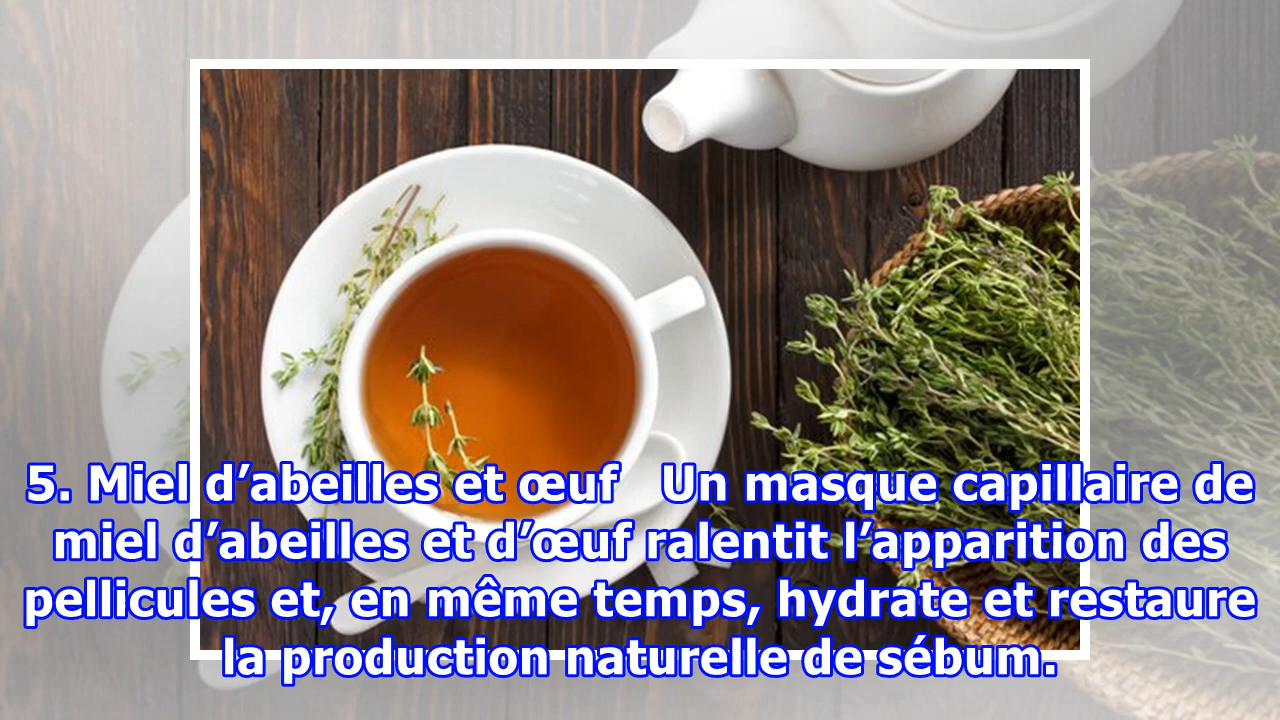 5. Miel d’abeilles et œuf   Un masque capillaire de
miel d’abeilles et d’œuf ralentit l’apparition des
pellicules et, en même temps, hydrate et restaure
la production naturelle de sébum.